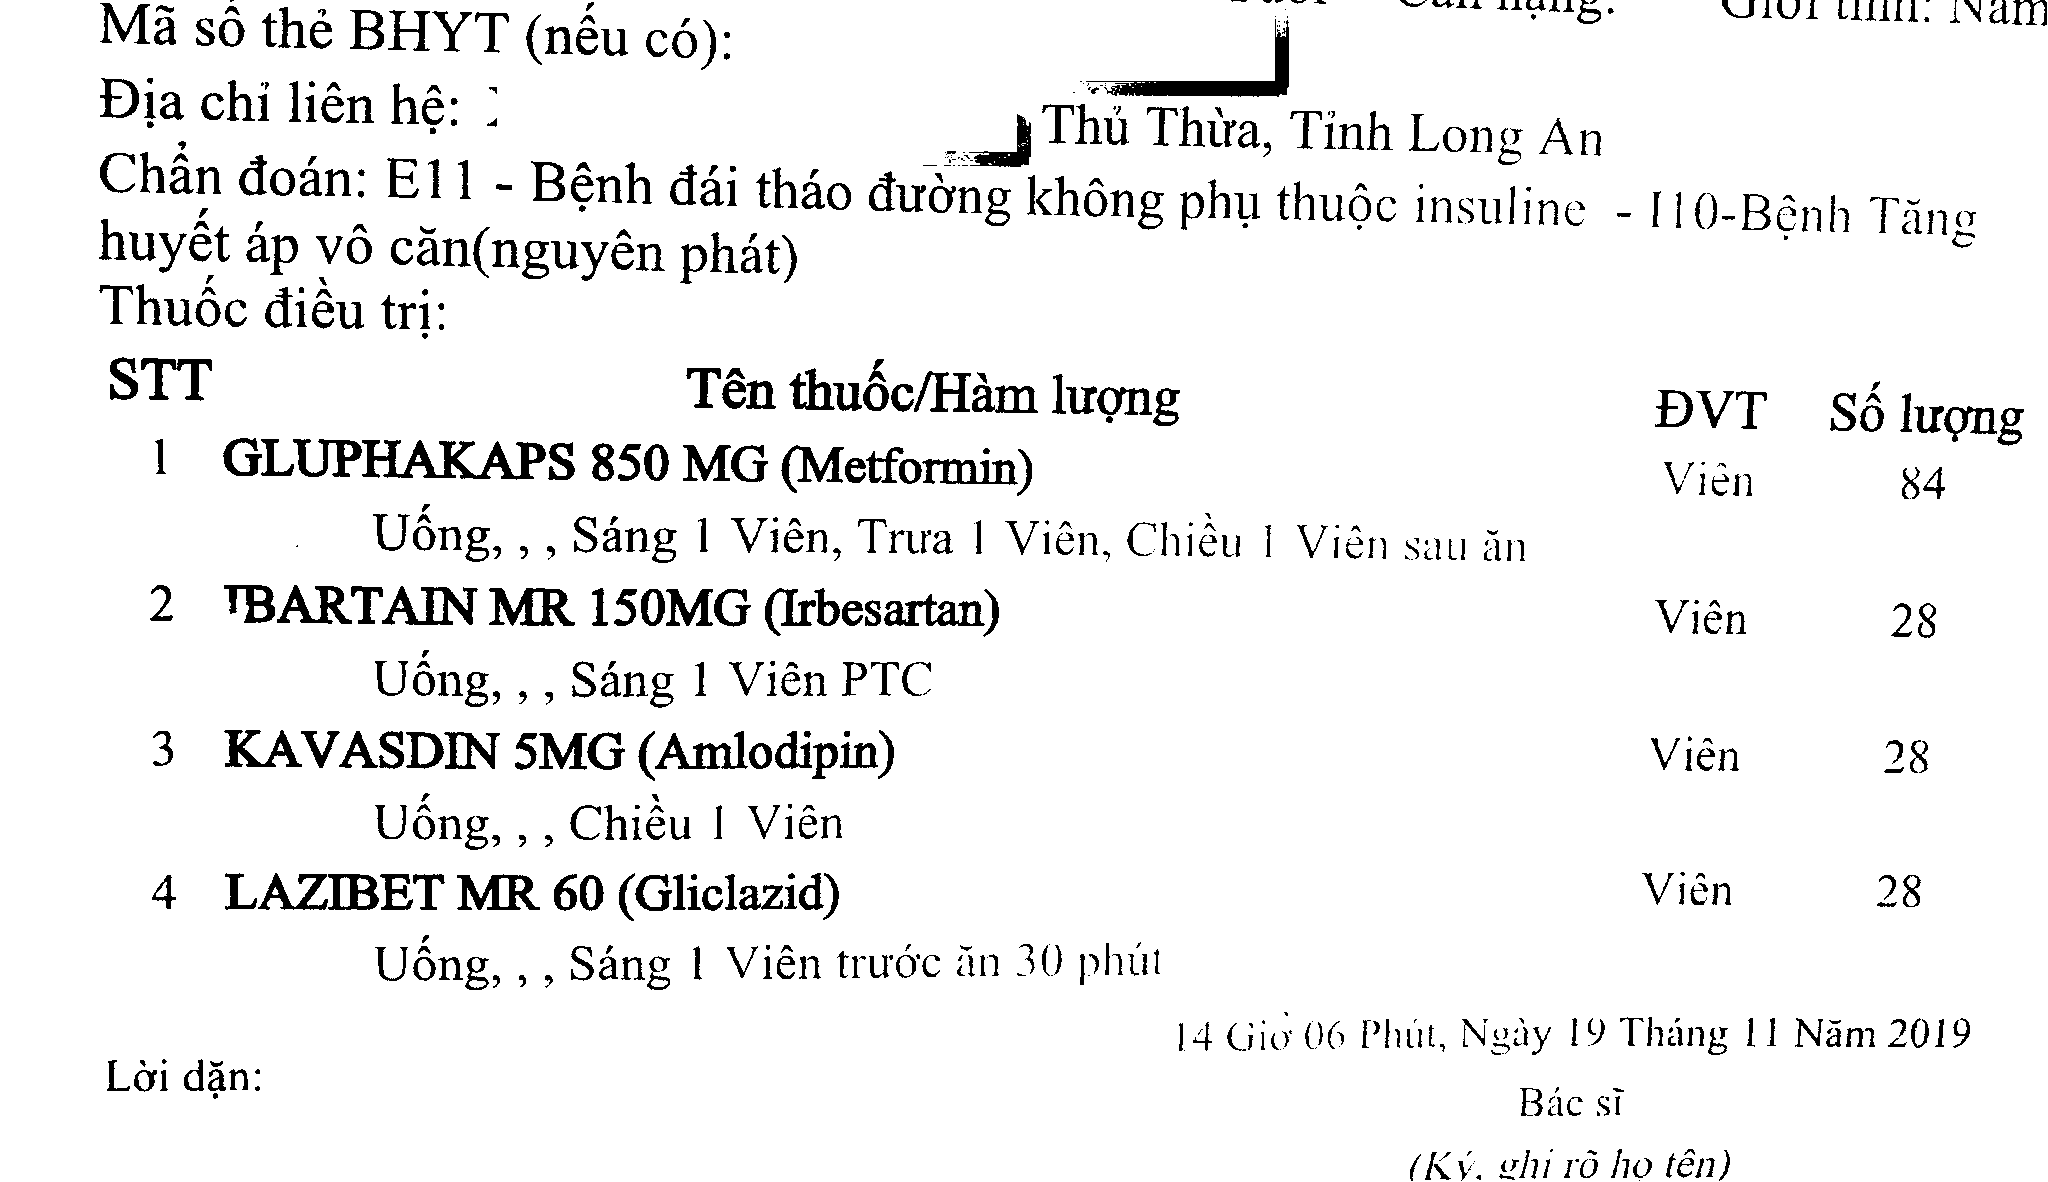 Cân nặng: Giới tính: Nam
Mã số thẻ BHYT (nếu có):
Địa chỉ liên hệ:
Thủ Thừa, Tỉnh Long An
Chẩn đoán: E11 - Bệnh đái tháo đường không phụ thuộc insuline - I10-Bệnh Tăng
huyết áp vô căn(nguyên phát)
Thuốc điều trị:
STT Tên thuốc/Hàm lượng ĐVT Số lượng
1 GLUPHAKAPS 850 MG (Metformin) Viên 84
Uống, , , Sáng 1 Viên, Trưa 1 Viên, Chiều 1 Viên sau ăn
2 BARTAIN MR 150MG (Irbesartan) Viên 28
Uống, , , Sáng 1 Viên PTC
3 KAVASDIN 5MG (Amlodipin) Viên 28
Uống, , , Chiều 1 Viên
4 LAZIBET MR 60 (Gliclazid) Viên 28
Uống, , , Sáng 1 Viên trước ăn 30 phút
14 Giờ 06 Phút, Ngày 19 Tháng 11 Năm 2019
Lời dặn:
Bác sĩ
(Ký, ghi rõ họ tên)